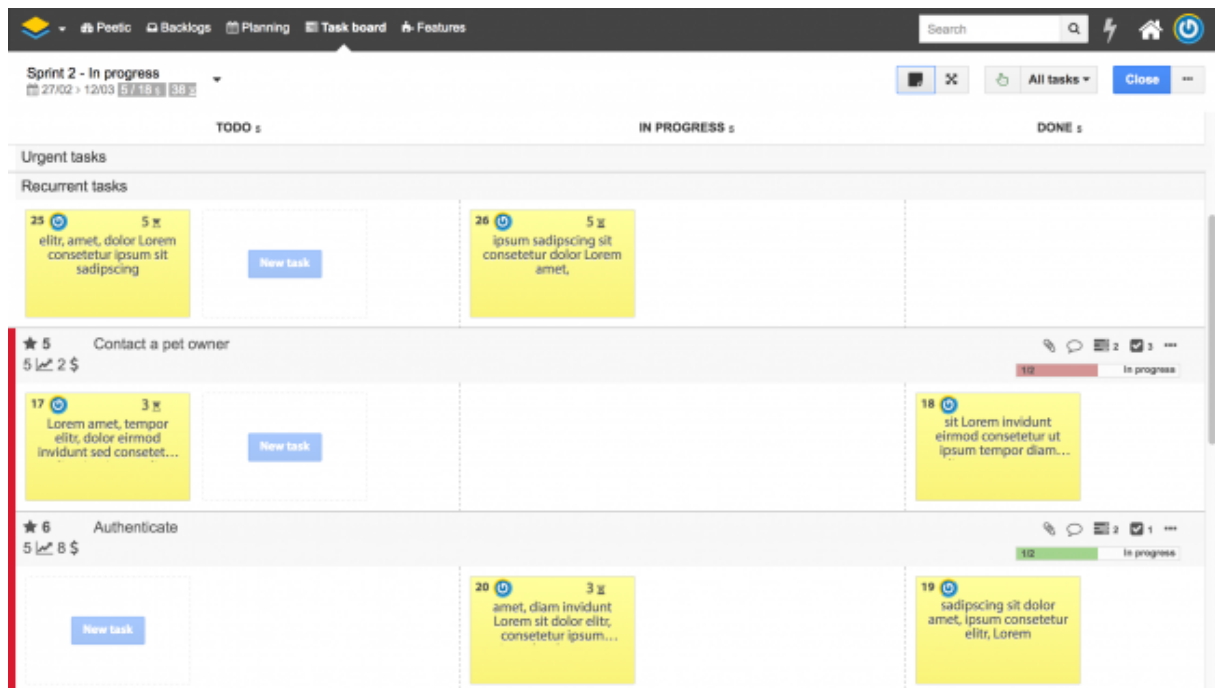 Peetic Backlogs Planning Task board Features Search
Sprint 2 - In progress
27/02 › 12/03 5 / 18 38
All tasks Close
TODO 5 IN PROGRESS 5 DONE 5
Urgent tasks
Recurrent tasks
25 5
elitr, amet, dolor Lorem
consetetur ipsum sit
sadipscing
New task
26 5
ipsum sadipscing sit
consetetur dolor Lorem
amet,
5 Contact a pet owner 2 3
5 2 $
1/2 In progress
17 3
Lorem amet, tempor
elitr, dolor eirmod
invidunt sed consetet...
New task
18
sit Lorem invidunt
eirmod consetetur ut
ipsum tempor diam...
6 Authenticate 2 1
5 8 $
1/2 In progress
New task
20 3
amet, diam invidunt
Lorem sit dolor elitr,
consetetur ipsum...
19
sadipscing sit dolor
amet, ipsum consetetur
elitr, Lorem